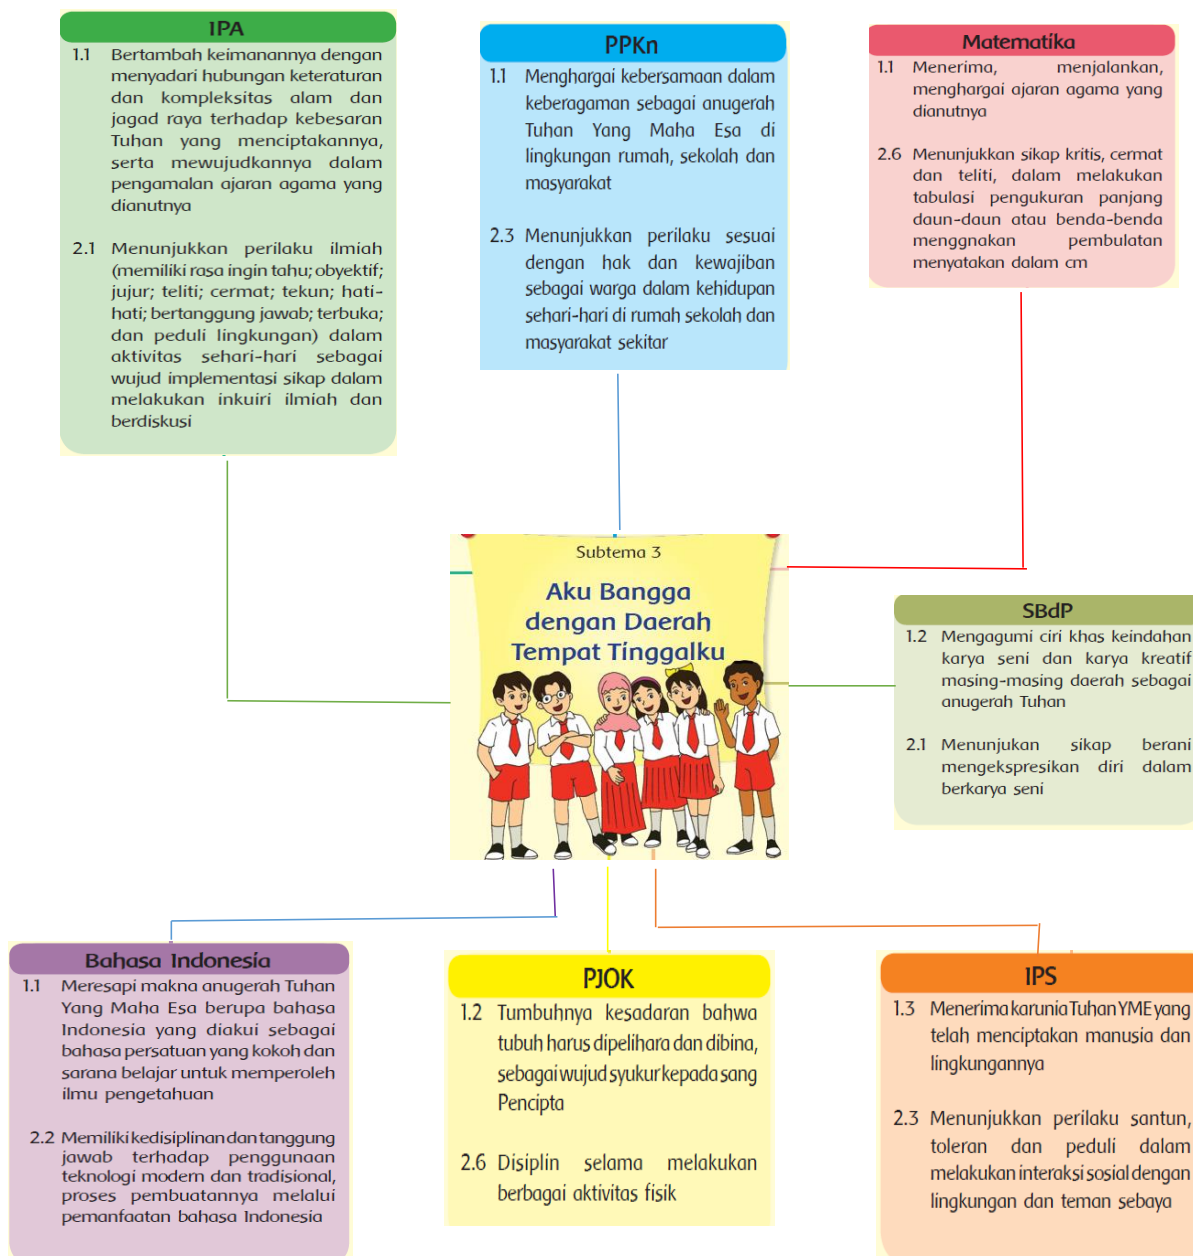 IPA
1.1 Bertambah keimanannya dengan
menyadari hubungan keteraturan
dan kompleksitas alam dan
jagad raya terhadap kebesaran
Tuhan yang menciptakannya,
serta mewujudkannya dalam
pengamalan ajaran agama yang
dianutnya
2.1 Menunjukkan perilaku ilmiah
(memiliki rasa ingin tahu; obyektif;
jujur; teliti; cermat; tekun; hati-
hati; bertanggung jawab; terbuka;
dan peduli lingkungan) dalam
aktivitas sehari-hari sebagai
wujud implementasi sikap dalam
melakukan inkuiri ilmiah dan
berdiskusi
PPKn
1.1 Menghargai kebersamaan dalam
keberagaman sebagai anugerah
Tuhan Yang Maha Esa di
lingkungan rumah, sekolah dan
masyarakat
2.3 Menunjukkan perilaku sesuai
dengan hak dan kewajiban
sebagai warga dalam kehidupan
sehari-hari di rumah sekolah dan
masyarakat sekitar
Matematika
1.1 Menerima, menjalankan,
menghargai ajaran agama yang
dianutnya
2.6 Menunjukkan sikap kritis, cermat
dan teliti, dalam melakukan
tabulasi pengukuran panjang
daun-daun atau benda-benda
menggnakan pembulatan
menyatakan dalam cm
Subtema 3
Aku Bangga
dengan Daerah
Tempat Tinggalku
SBdP
1.2 Mengagumi ciri khas keindahan
karya seni dan karya kreatif
masing-masing daerah sebagai
anugerah Tuhan
2.1 Menunjukan sikap berani
mengekspresikan diri dalam
berkarya seni
Bahasa Indonesia
1.1 Meresapi makna anugerah Tuhan
Yang Maha Esa berupa bahasa
Indonesia yang diakui sebagai
bahasa persatuan yang kokoh dan
sarana belajar untuk memperoleh
ilmu pengetahuan
2.2 Memiliki kedisiplinan dan tanggung
jawab terhadap penggunaan
teknologi modern dan tradisional,
proses pembuatannya melalui
pemanfaatan bahasa Indonesia
PJOK
1.2 Tumbuhnya kesadaran bahwa
tubuh harus dipelihara dan dibina,
sebagai wujud syukur kepada sang
Pencipta
2.6 Disiplin selama melakukan
berbagai aktivitas fisik
IPS
1.3 Menerima karunia Tuhan YME yang
telah menciptakan manusia dan
lingkungannya
2.3 Menunjukkan perilaku santun,
toleran dan peduli dalam
melakukan interaksi sosial dengan
lingkungan dan teman sebaya